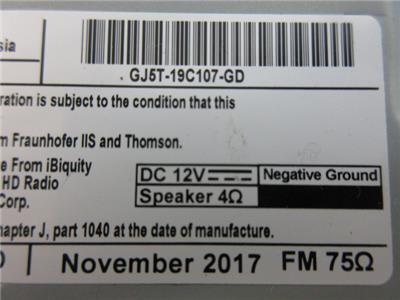 sia
GJ5T-19C107-GD
ration is subject to the condition that this
m Fraunhofer IIS and Thomson.
e From iBiquity
HD Radio
Corp.
DC 12V Negative Ground
Speaker 4Ω
hapter J, part 1040 at the date of manufacture.
November 2017 FM 75Ω